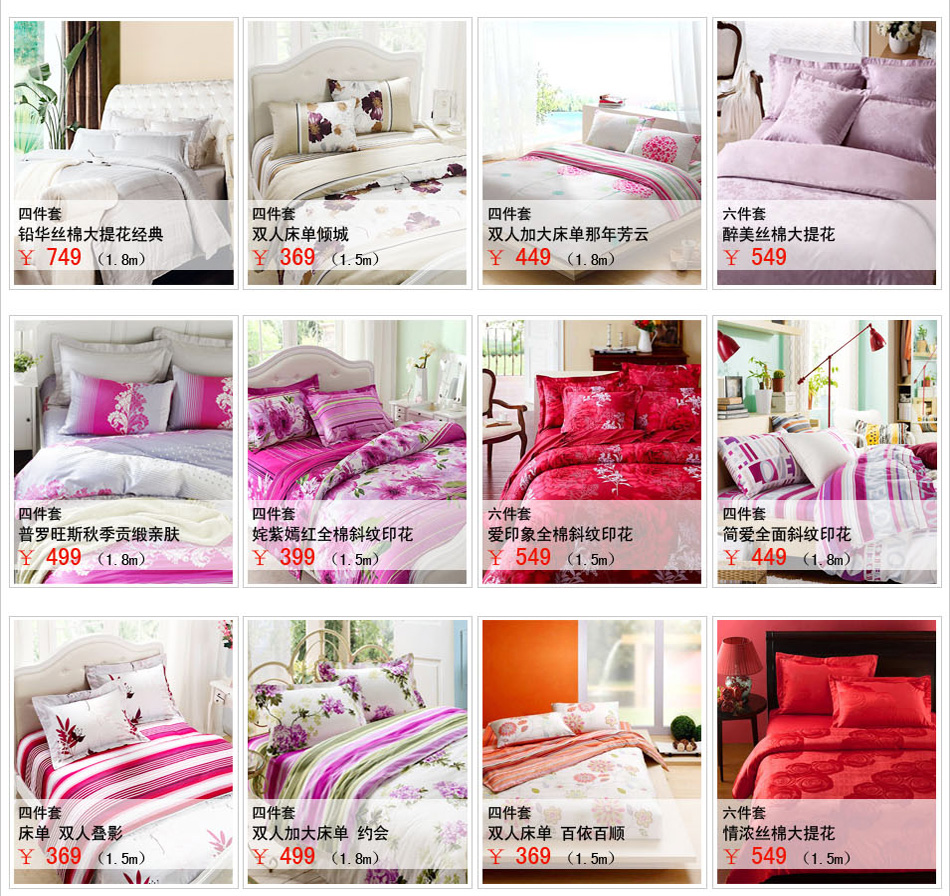 四件套
铅华丝棉大提花经典
¥ 749 (1.8m)
四件套
双人床单倾城
¥ 369 (1.5m)
四件套
双人加大床单那年芳云
¥ 449 (1.8m)
六件套
醉美丝棉大提花
¥ 549
四件套
普罗旺斯秋季贡缎亲肤
¥ 499 (1.8m)
四件套
姹紫嫣红全棉斜纹印花
¥ 399 (1.5m)
六件套
爱印象全棉斜纹印花
¥ 549 (1.5m)
四件套
简爱全面斜纹印花
¥ 449 (1.8m)
四件套
床单 双人叠影
¥ 369 (1.5m)
四件套
双人加大床单 约会
¥ 499 (1.8m)
四件套
双人床单 百依百顺
¥ 369 (1.5m)
六件套
情浓丝棉大提花
¥ 549 (1.5m)